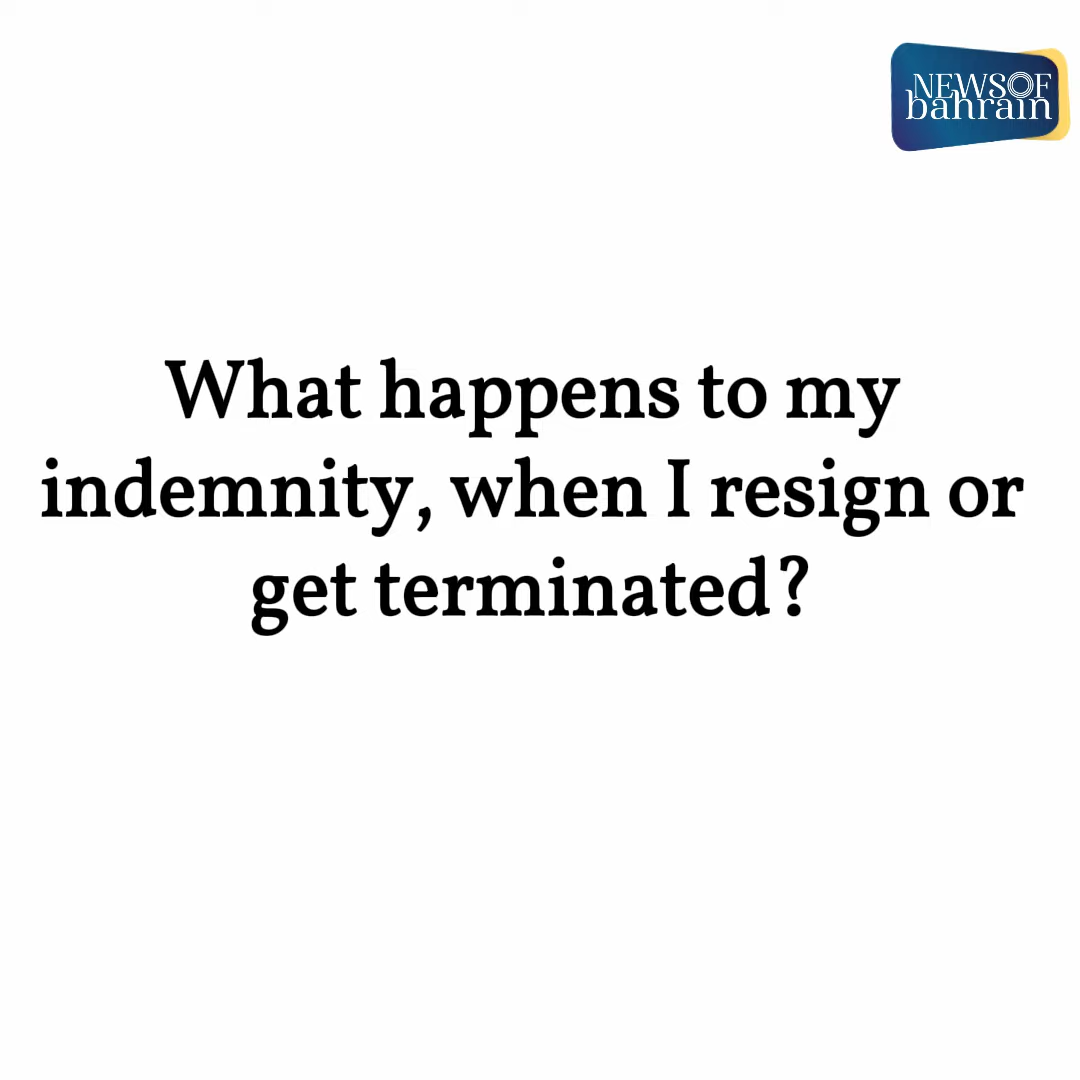 NEWSOF
bahrain
What happens to my
indemnity, when I resign or
get terminated?